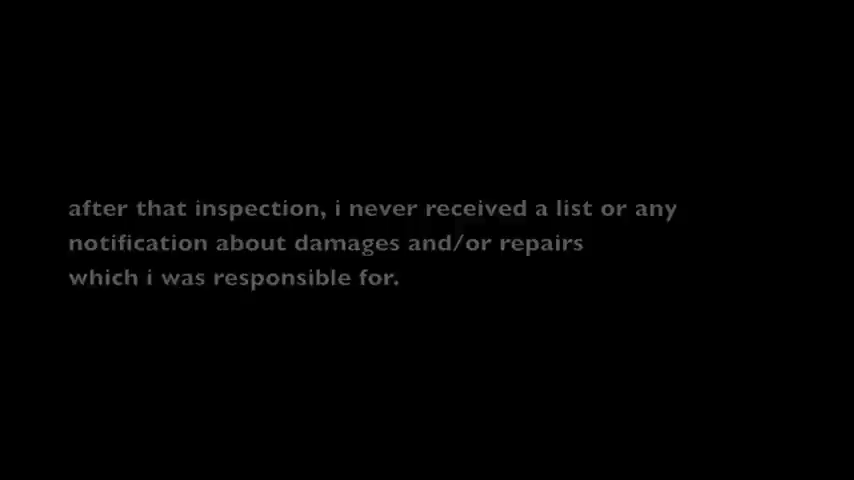 after that inspection, i never received a list or any
notification about damages and/or repairs
which i was responsible for.